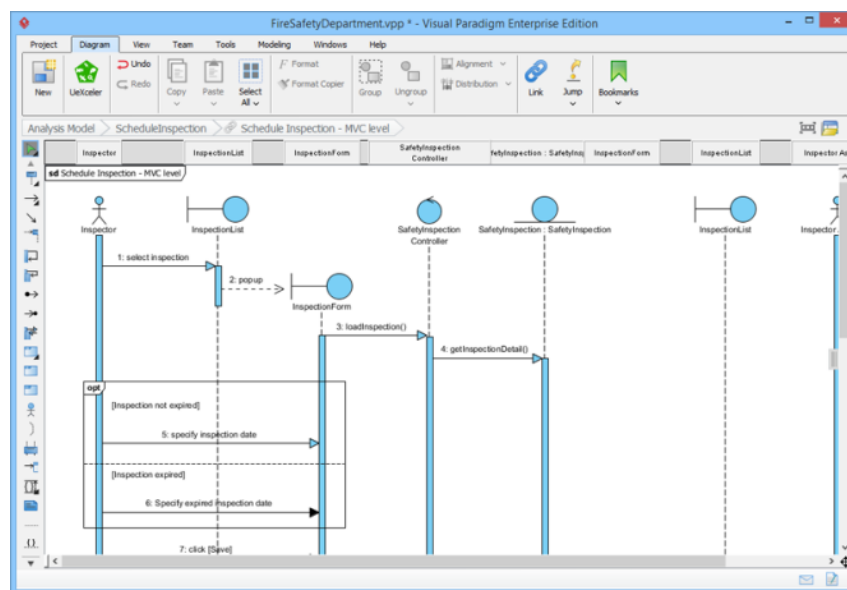 FireSafetyDepartment.vpp * - Visual Paradigm Enterprise Edition
Project Diagram View Team Tools Modeling Windows Help
New
UeXceler
Undo
Redo
Copy
Paste
Select All
Format
Format Copier
Group
Ungroup
Alignment
Distribution
Link
Jump
Bookmarks
Analysis Model ScheduleInspection Schedule Inspection - MVC level
Inspector
InspectionList
InspectionForm
SafetyInspection
Controller
InspectionForm
InspectionList
Inspector
sd Schedule Inspection - MVC level
Inspector
InspectionList
SafetyInspection
Controller
SafetyInspection : SafetyInspection
InspectionList
Inspector
1: select inspection
2: popup
InspectionForm
3: loadInspection()
4: getInspectionDetail()
opt
[Inspection not expired]
5: specify inspection date
[Inspection expired]
6: Specify expired inspection date
7: click [Save]